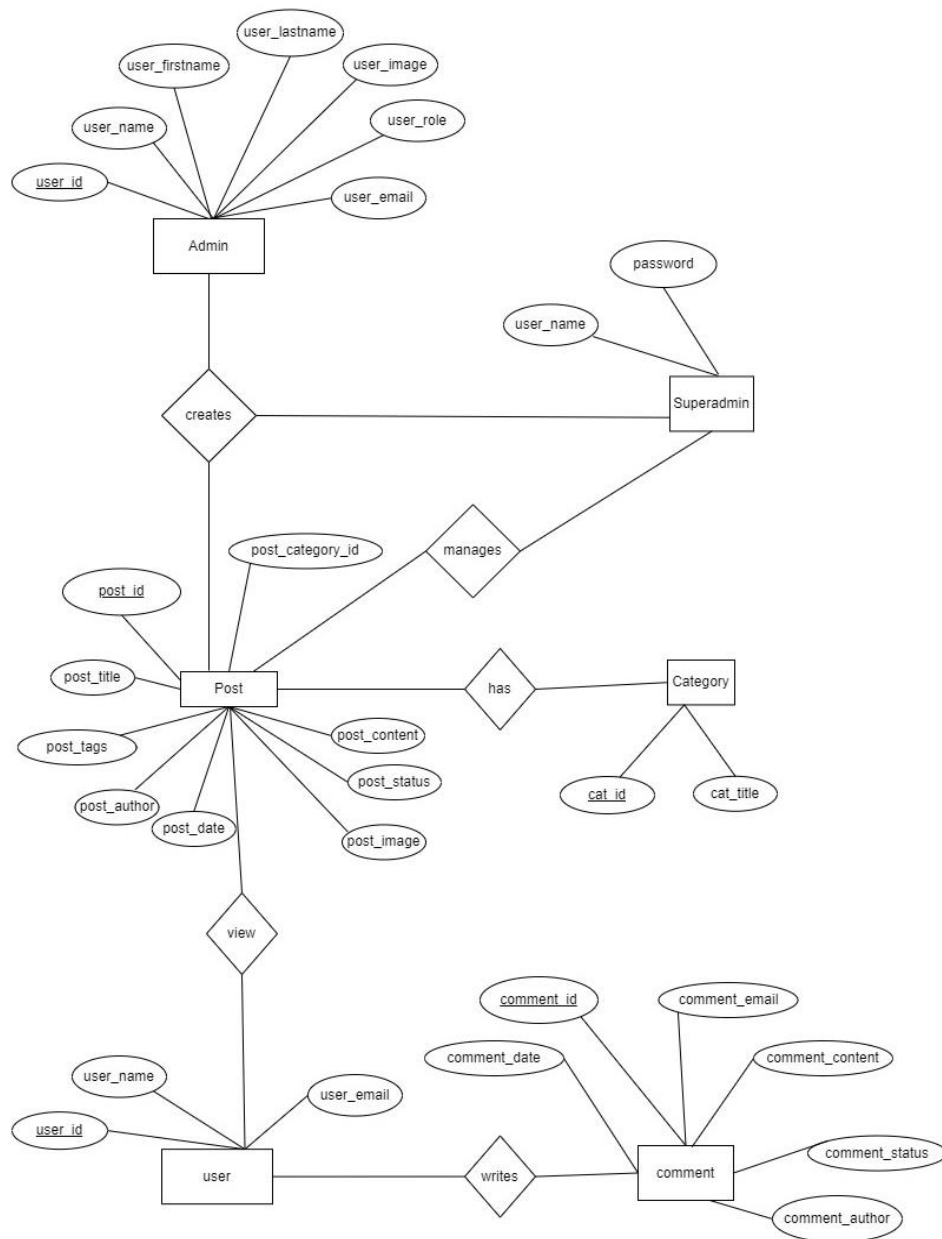 user_lastname
user_firstname
user_image
user_name
user_role
user_id
user_email
Admin
password
user_name
Superadmin
creates
manages
post_category_id
post_id
post_title
Post
has
Category
post_tags
post_content
post_status
post_author
post_date
post_image
cat_id
cat_title
view
comment_id
comment_email
comment_date
comment_content
user_name
user_email
user_id
comment_status
user
writes
comment
comment_author